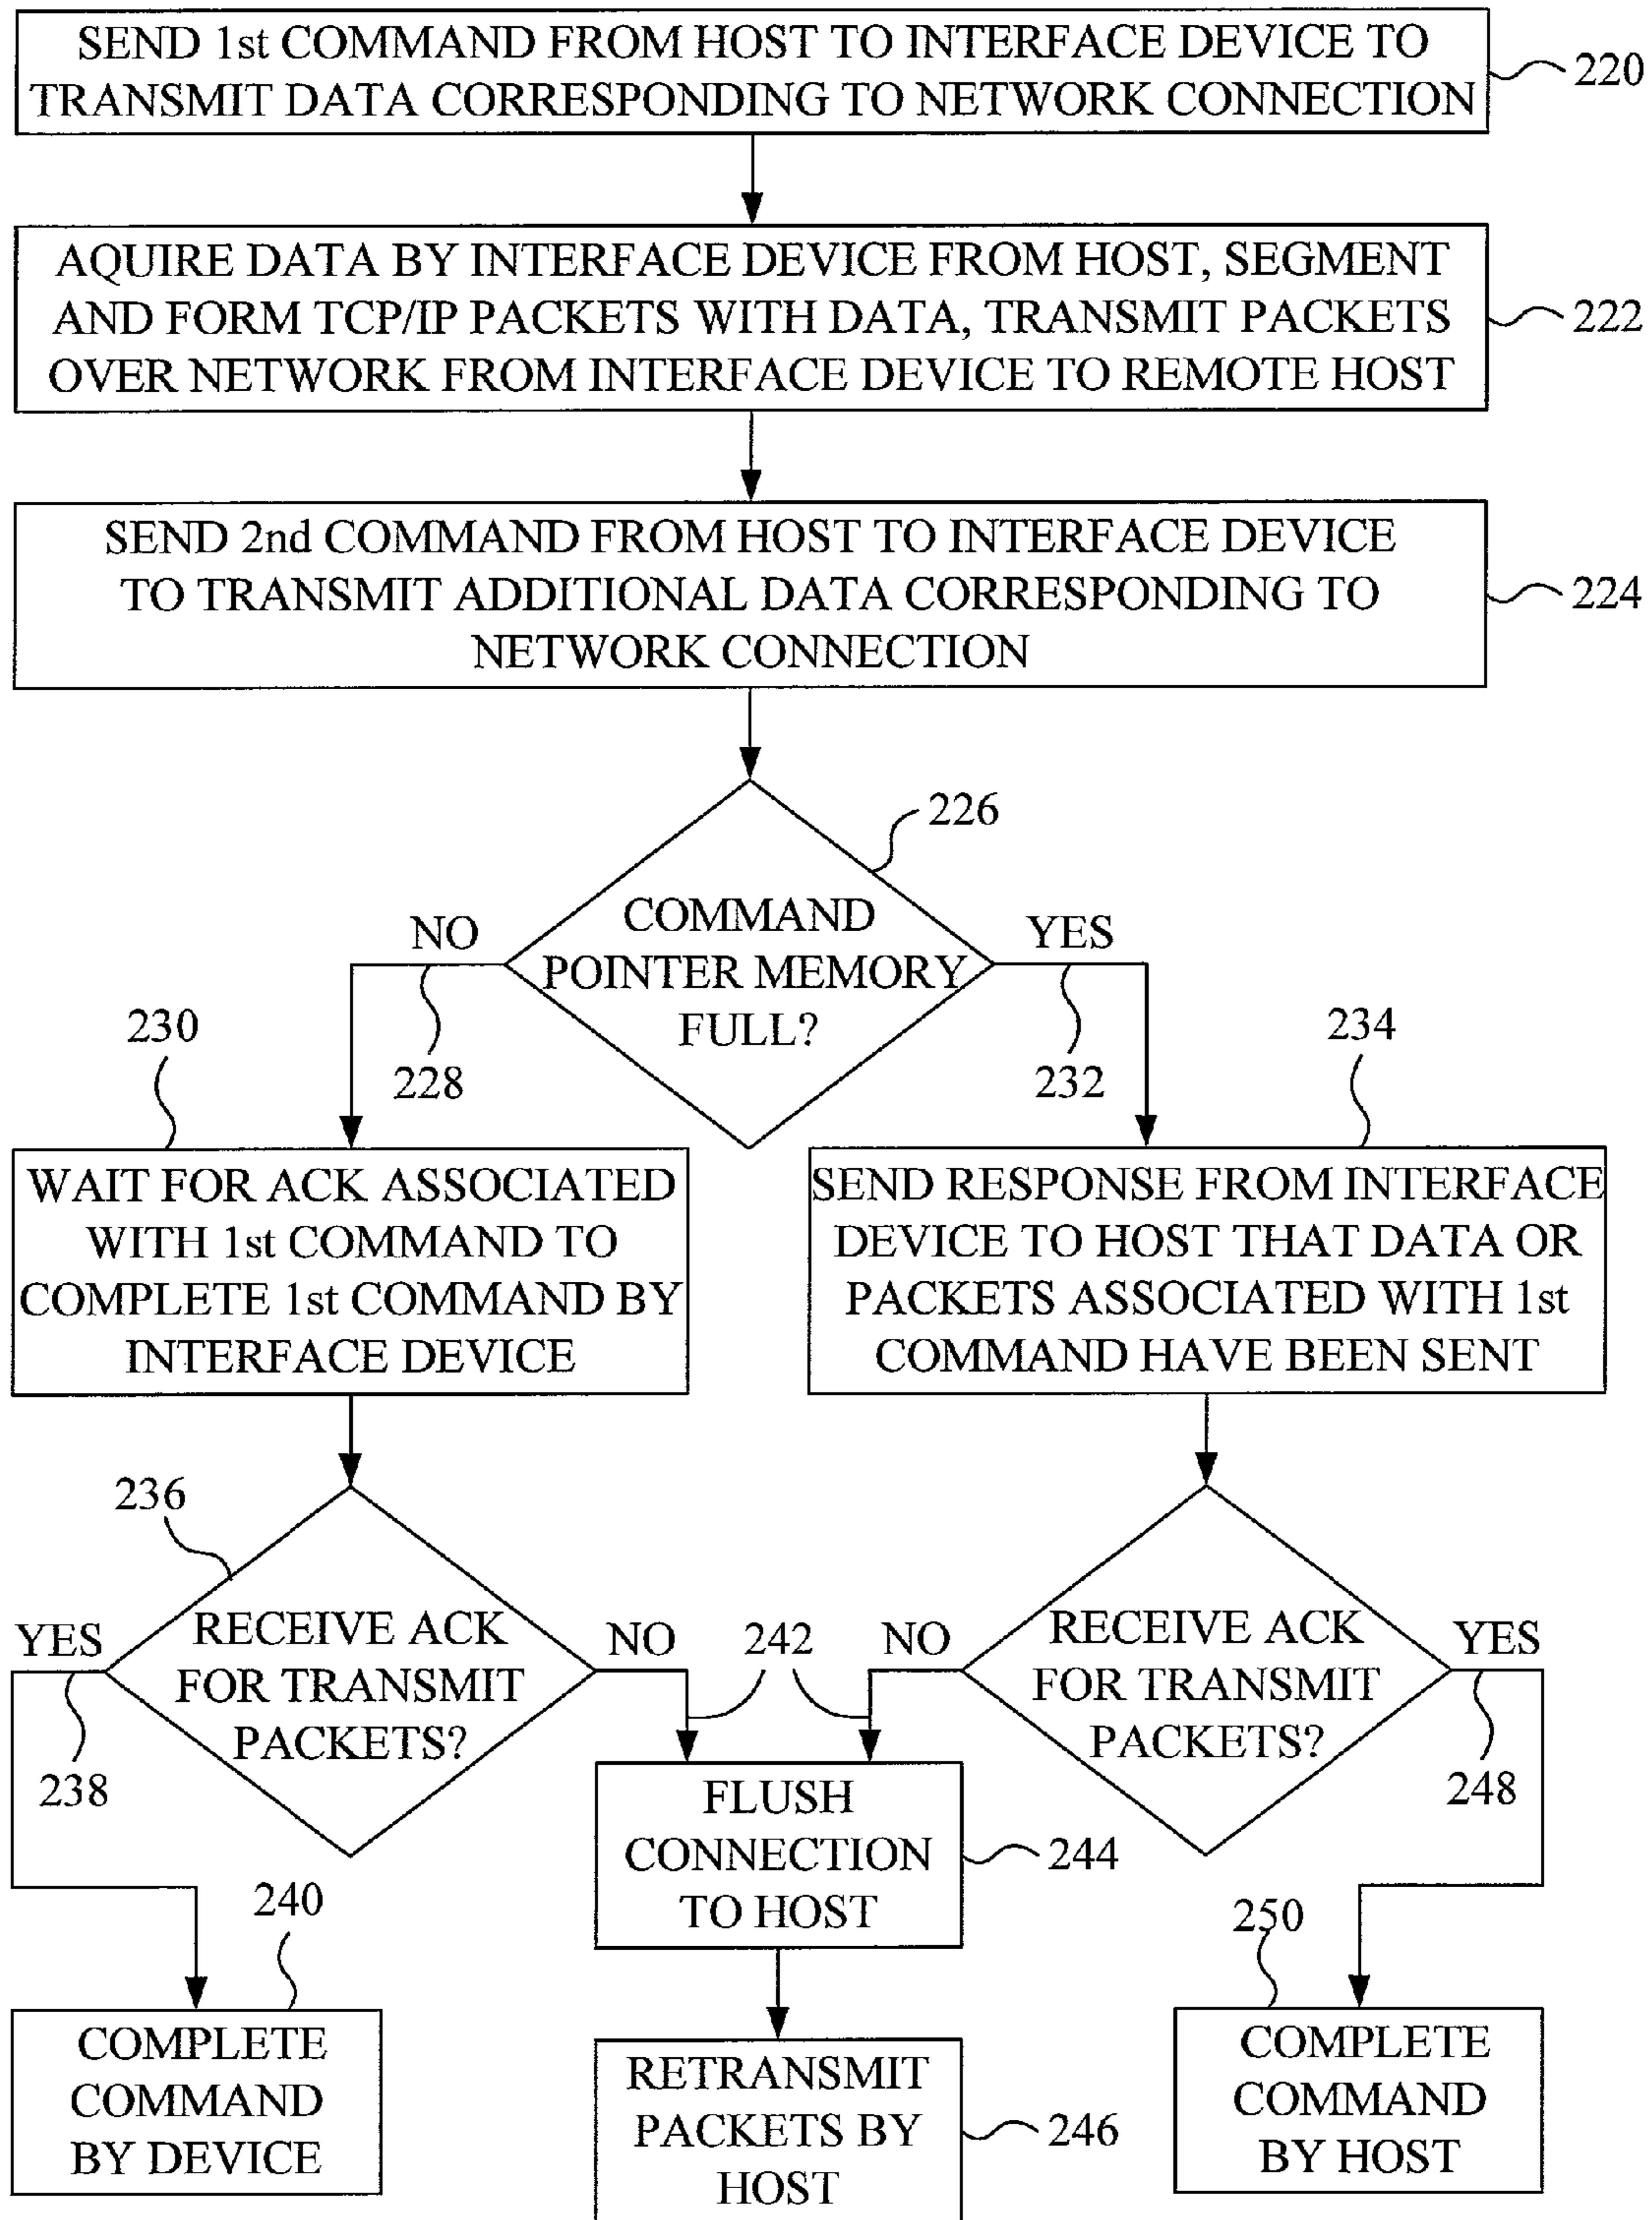 SEND 1st COMMAND FROM HOST TO INTERFACE DEVICE TO
TRANSMIT DATA CORRESPONDING TO NETWORK CONNECTION
220
AQUIRE DATA BY INTERFACE DEVICE FROM HOST, SEGMENT
AND FORM TCP/IP PACKETS WITH DATA, TRANSMIT PACKETS
OVER NETWORK FROM INTERFACE DEVICE TO REMOTE HOST
222
SEND 2nd COMMAND FROM HOST TO INTERFACE DEVICE
TO TRANSMIT ADDITIONAL DATA CORRESPONDING TO
NETWORK CONNECTION
224
226
COMMAND
POINTER MEMORY
FULL?
NO
228
YES
232
230
WAIT FOR ACK ASSOCIATED
WITH 1st COMMAND TO
COMPLETE 1st COMMAND BY
INTERFACE DEVICE
234
SEND RESPONSE FROM INTERFACE
DEVICE TO HOST THAT DATA OR
PACKETS ASSOCIATED WITH 1st
COMMAND HAVE BEEN SENT
236
RECEIVE ACK
FOR TRANSMIT
PACKETS?
YES
238
NO
242
NO
RECEIVE ACK
FOR TRANSMIT
PACKETS?
YES
248
FLUSH
CONNECTION
TO HOST
244
240
COMPLETE
COMMAND
BY DEVICE
RETRANSMIT
PACKETS BY
HOST
246
250
COMPLETE
COMMAND
BY HOST